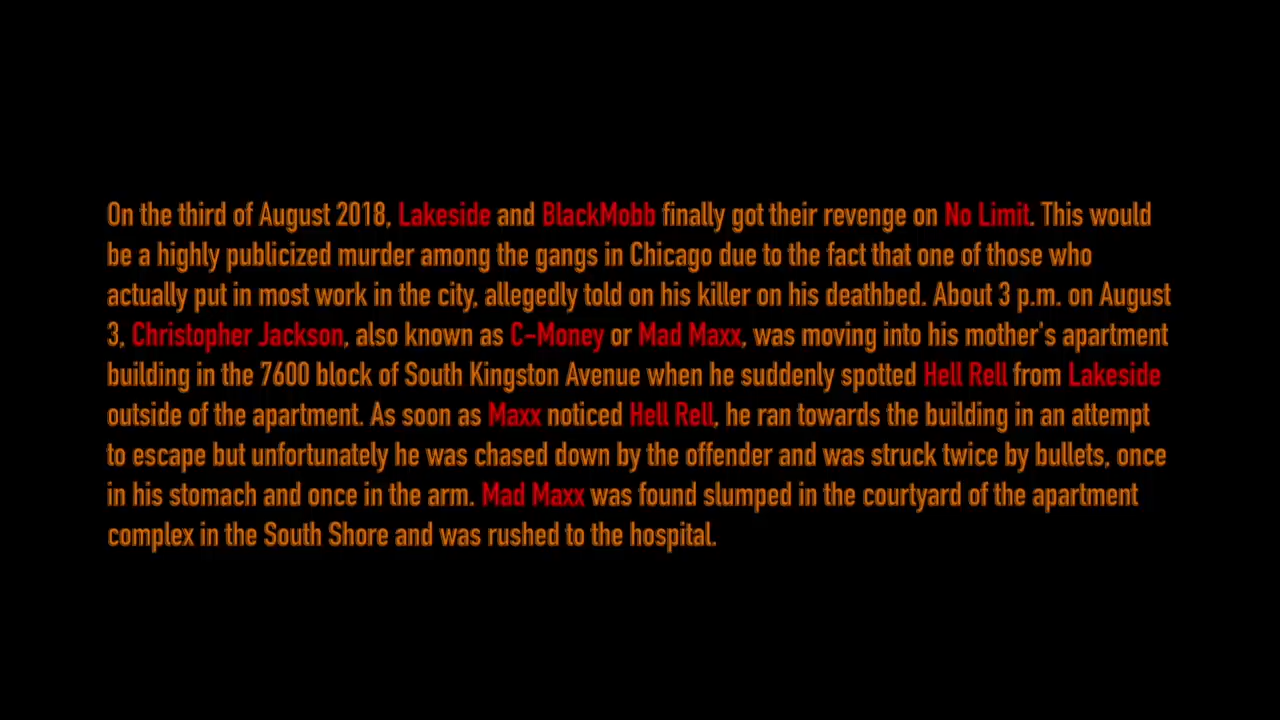 On the third of August 2018, Lakeside and BlackMobb finally got their revenge on No Limit. This would
be a highly publicized murder among the gangs in Chicago due to the fact that one of those who
actually put in most work in the city, allegedly told on his killer on his deathbed. About 3 p.m. on August
3, Christopher Jackson, also known as C-Money or Mad Maxx, was moving into his mother's apartment
building in the 7600 block of South Kingston Avenue when he suddenly spotted Hell Rell from Lakeside
outside of the apartment. As soon as Maxx noticed Hell Rell, he ran towards the building in an attempt
to escape but unfortunately he was chased down by the offender and was struck twice by bullets, once
in his stomach and once in the arm. Mad Maxx was found slumped in the courtyard of the apartment
complex in the South Shore and was rushed to the hospital.